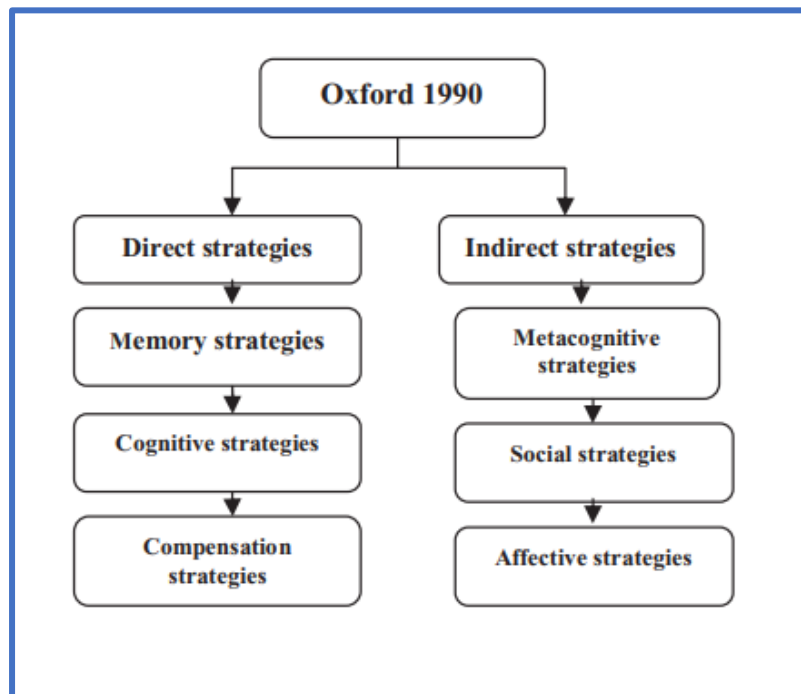 Oxford 1990
Direct strategies
Indirect strategies
Memory strategies
Metacognitive
strategies
Cognitive strategies
Social strategies
Compensation
strategies
Affective strategies